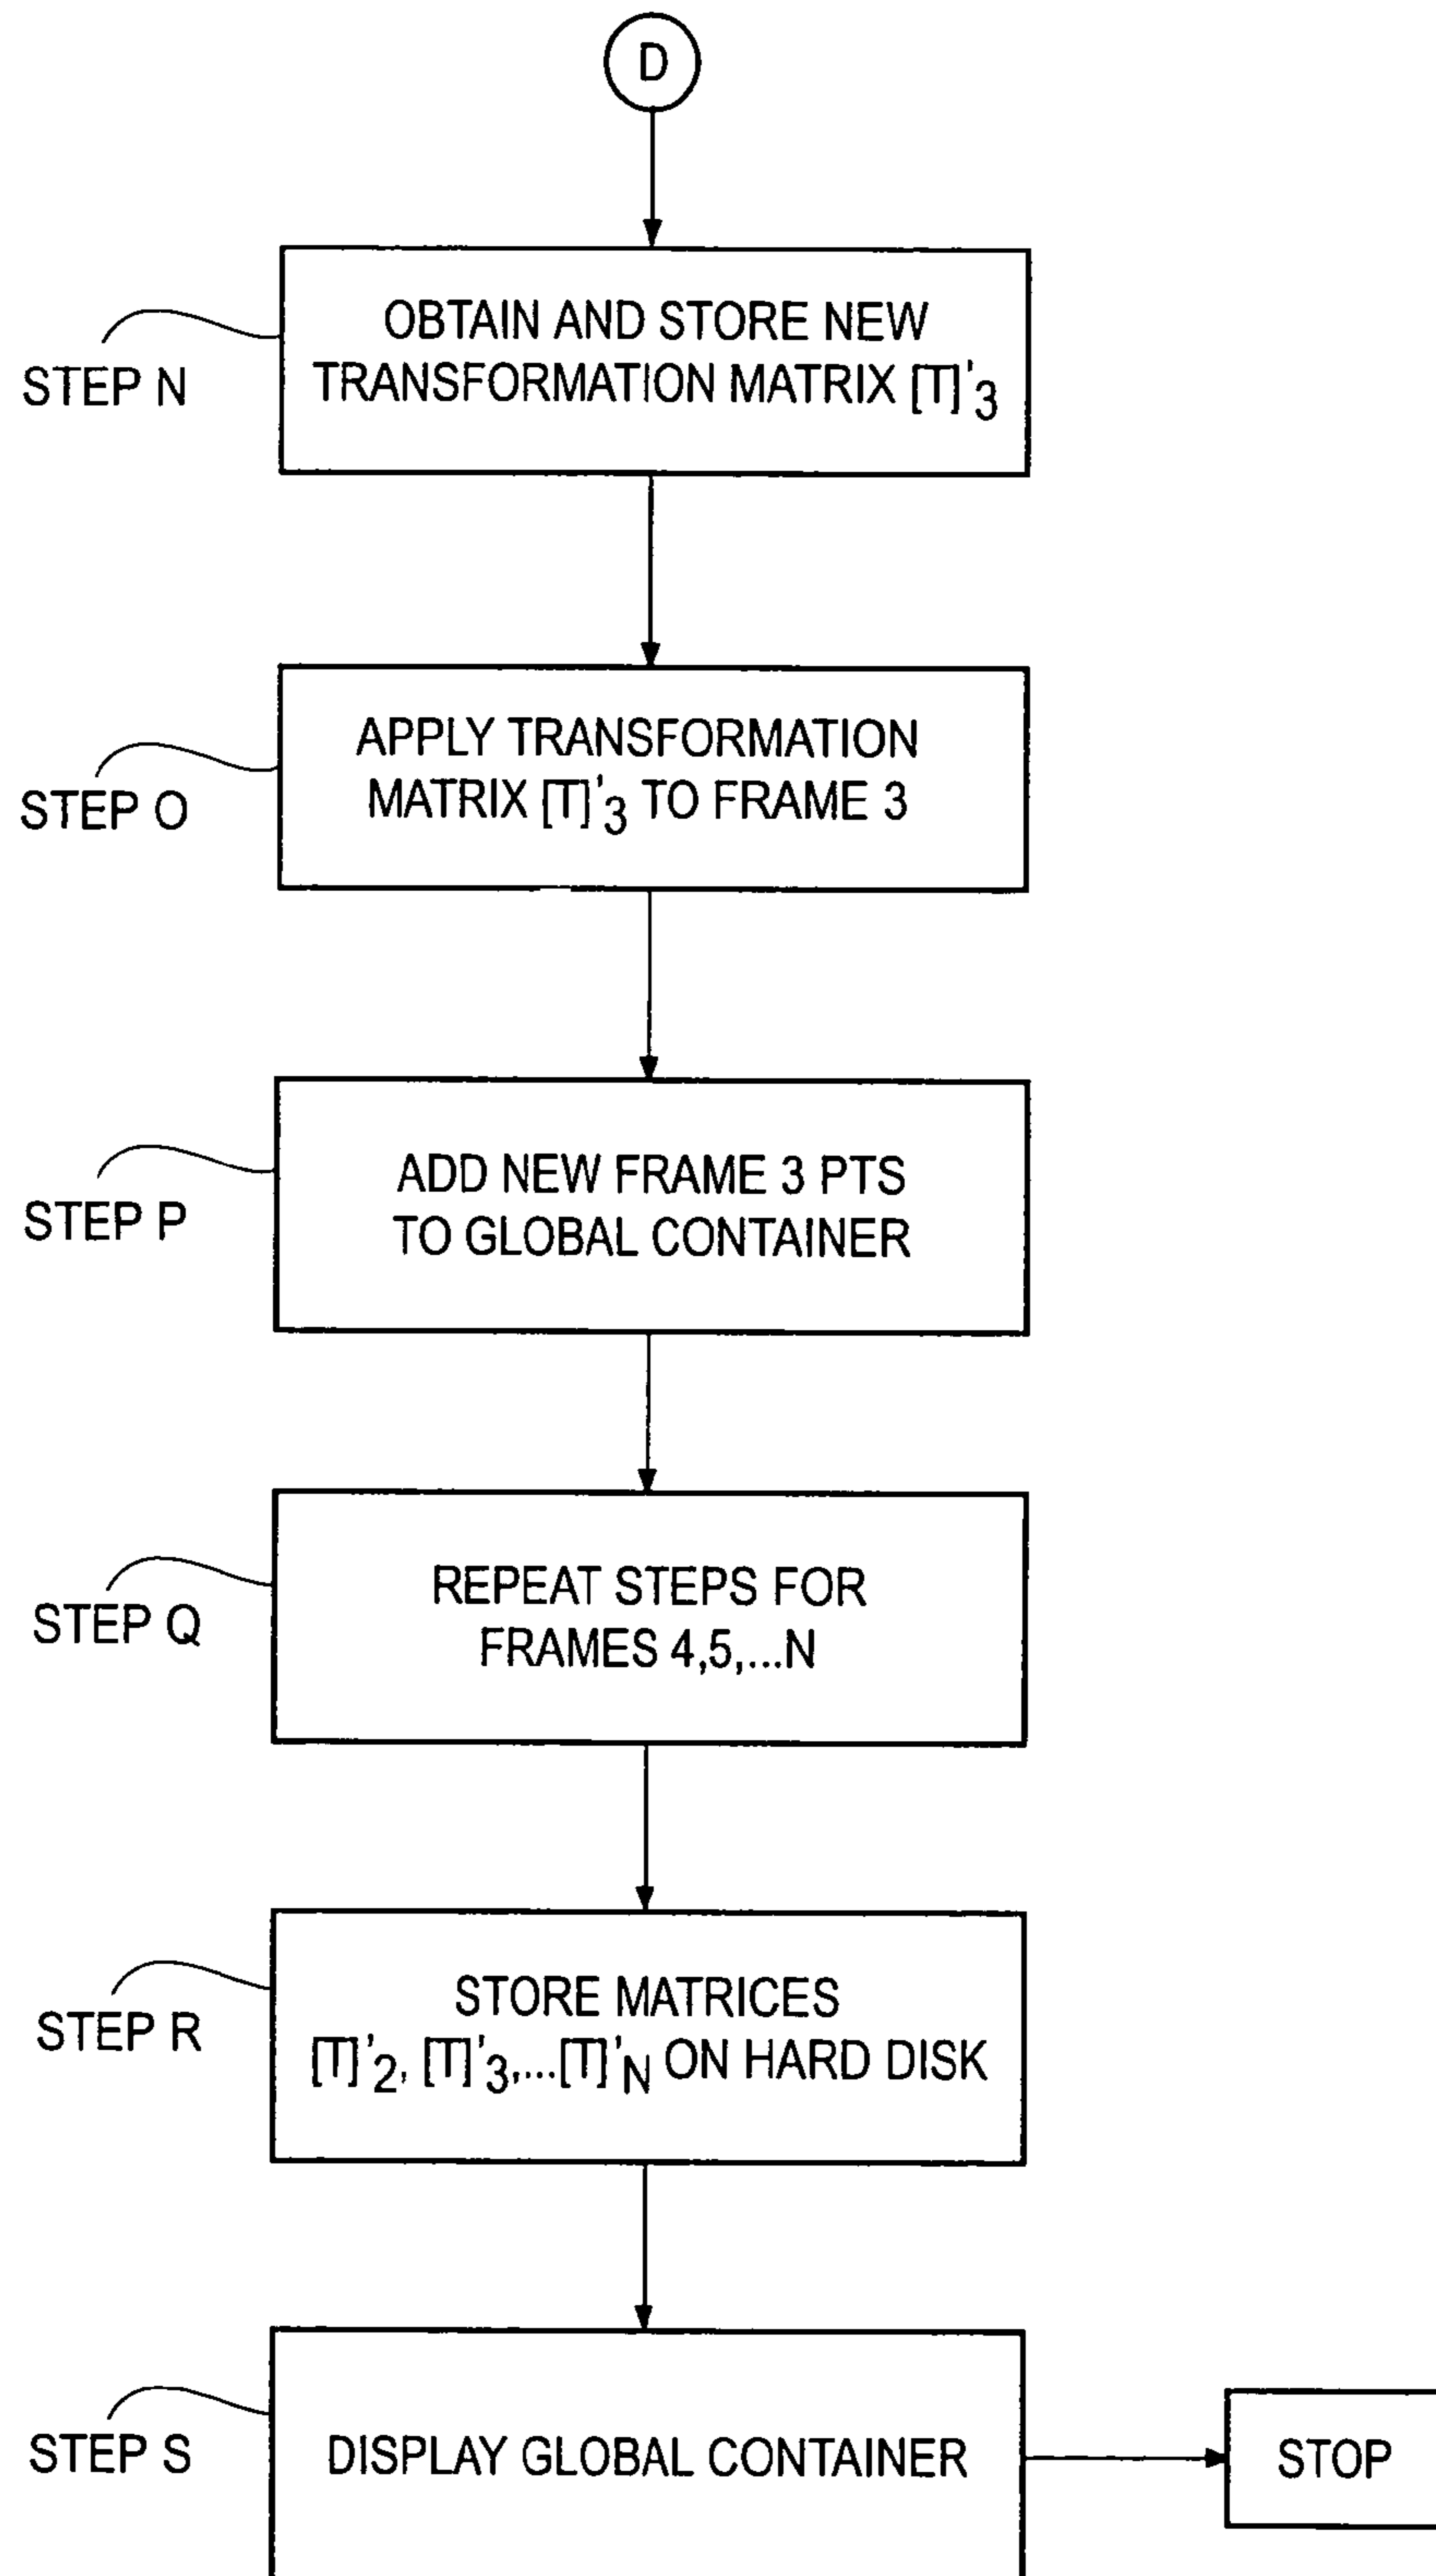 D
OBTAIN AND STORE NEW
TRANSFORMATION MATRIX [T]'3
STEP N
APPLY TRANSFORMATION
MATRIX [T]'3 TO FRAME 3
STEP O
ADD NEW FRAME 3 PTS
TO GLOBAL CONTAINER
STEP P
REPEAT STEPS FOR
FRAMES 4,5,...N
STEP Q
STORE MATRICES
[T]'2, [T]'3,...[T]'N ON HARD DISK
STEP R
DISPLAY GLOBAL CONTAINER
STEP S
STOP